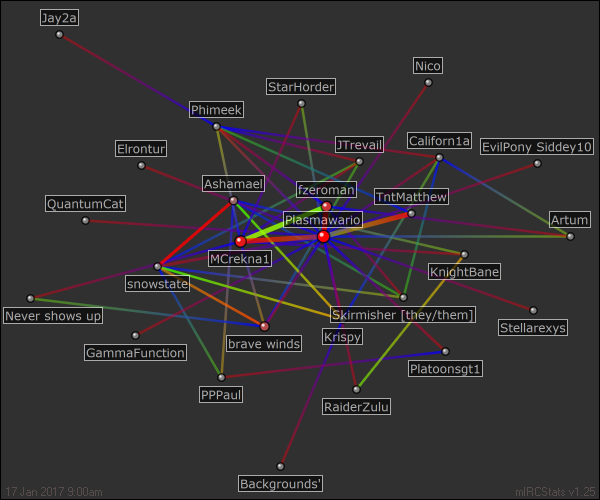 Jay2a
Nico
StarHorder
Phimeek
JTrevail
Californ1a
Elrontur
EvilPony Siddey10
Ashamael
fzeroman
TntMatthew
QuantumCat
Plasmawario
Artum
MCrekna1
KnightBane
snowstate
Never shows up
Skirmisher [they/them]
Stellarexys
GammaFunction
brave winds
Krispy
Platoonsgt1
PPPaul
RaiderZulu
Backgrounds'
17 Jan 2017 9:00am
mIRCStats v1.25